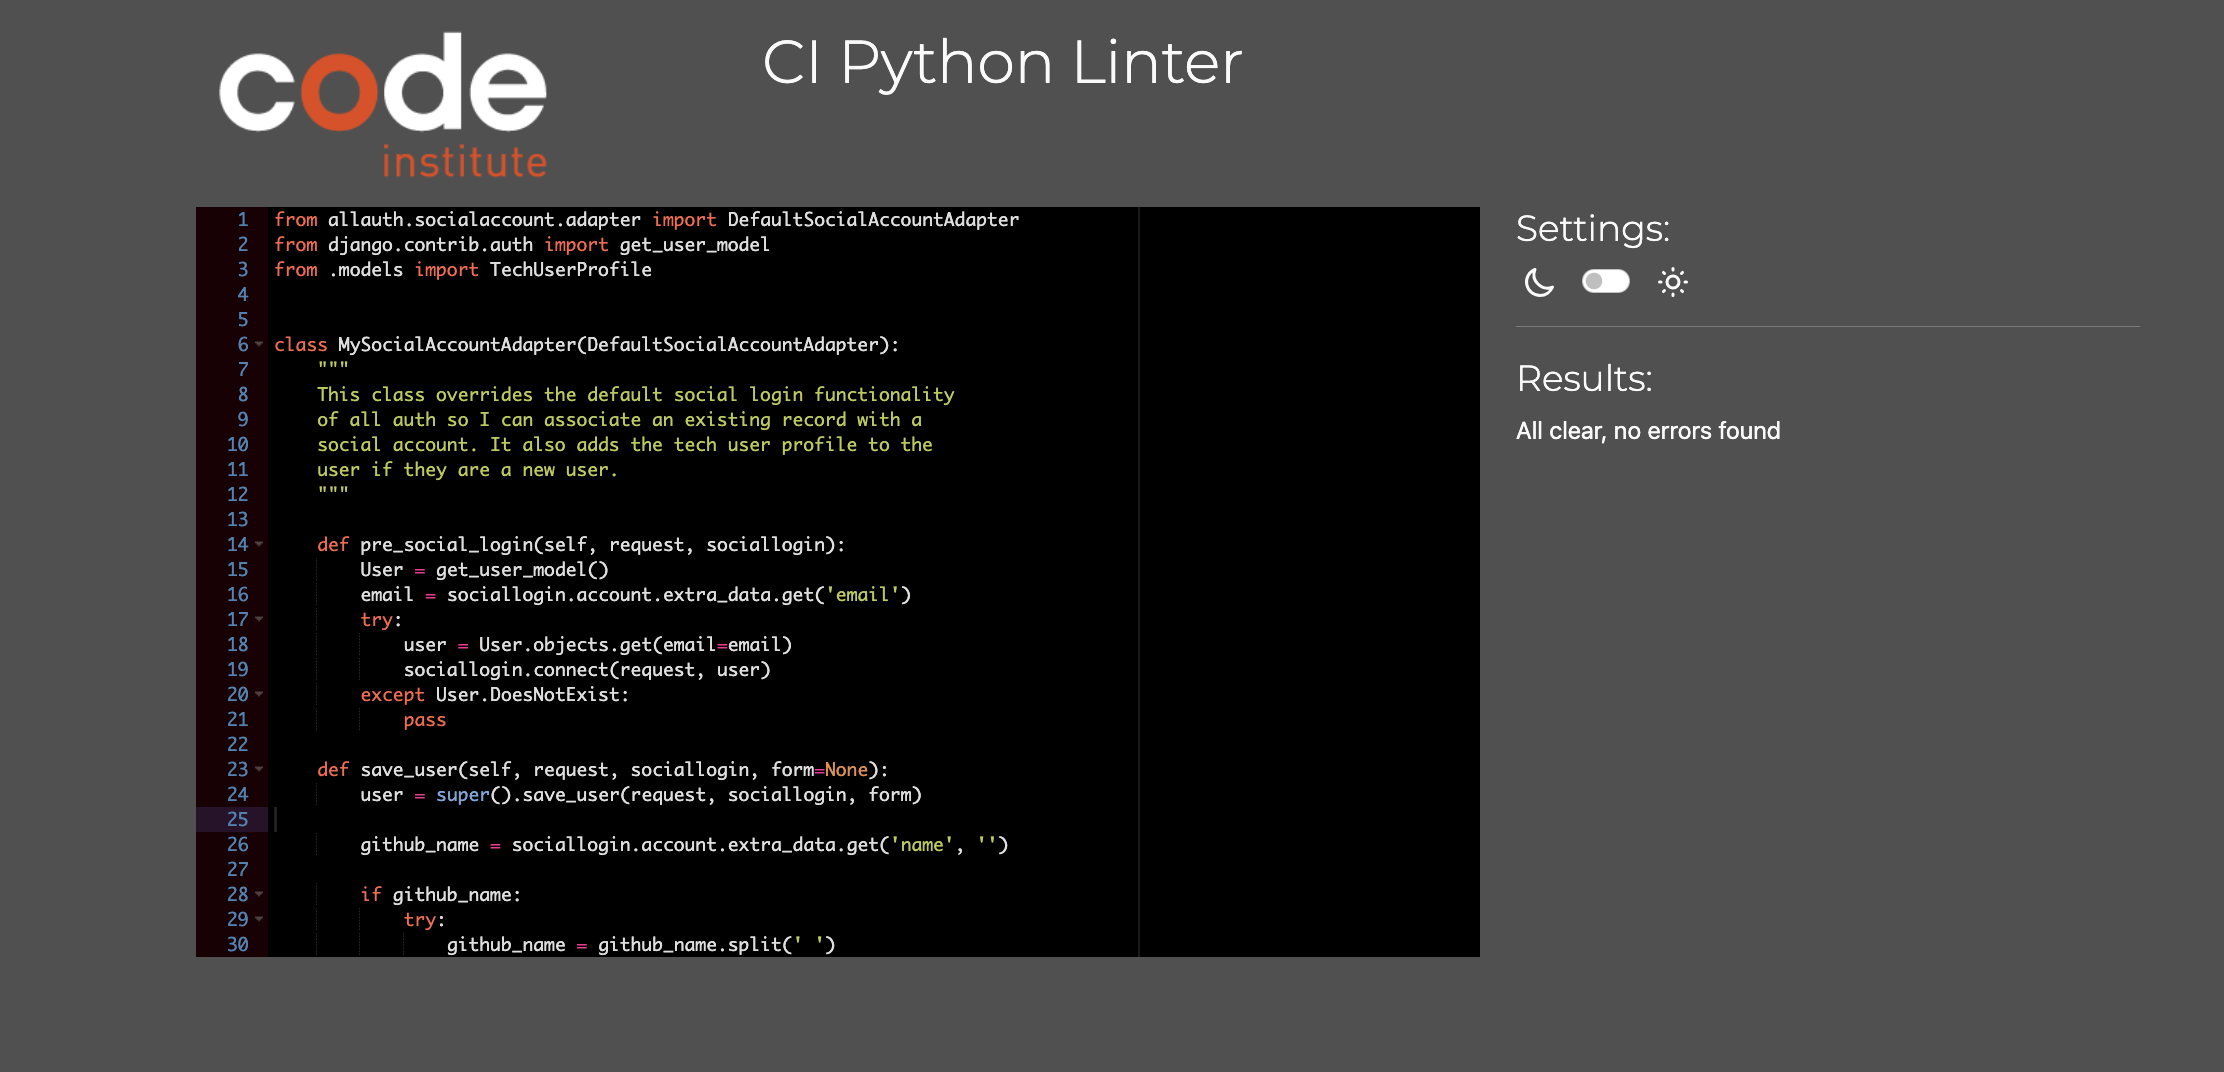 code
institute
CI Python Linter
1 from allauth.socialaccount.adapter import DefaultSocialAccountAdapter
2 from django.contrib.auth import get_user_model
3 from .models import TechUserProfile
4
5
6 class MySocialAccountAdapter(DefaultSocialAccountAdapter):
7     """
8     This class overrides the default social login functionality
9     of all auth so I can associate an existing record with a
10     social account. It also adds the tech user profile to the
11     user if they are a new user.
12     """
13
14     def pre_social_login(self, request, sociallogin):
15         User = get_user_model()
16         email = sociallogin.account.extra_data.get('email')
17         try:
18             user = User.objects.get(email=email)
19             sociallogin.connect(request, user)
20         except User.DoesNotExist:
21             pass
22
23     def save_user(self, request, sociallogin, form=None):
24         user = super().save_user(request, sociallogin, form)
25
26         github_name = sociallogin.account.extra_data.get('name', '')
27
28         if github_name:
29             try:
30                 github_name = github_name.split(' ')
Settings:
Results:
All clear, no errors found